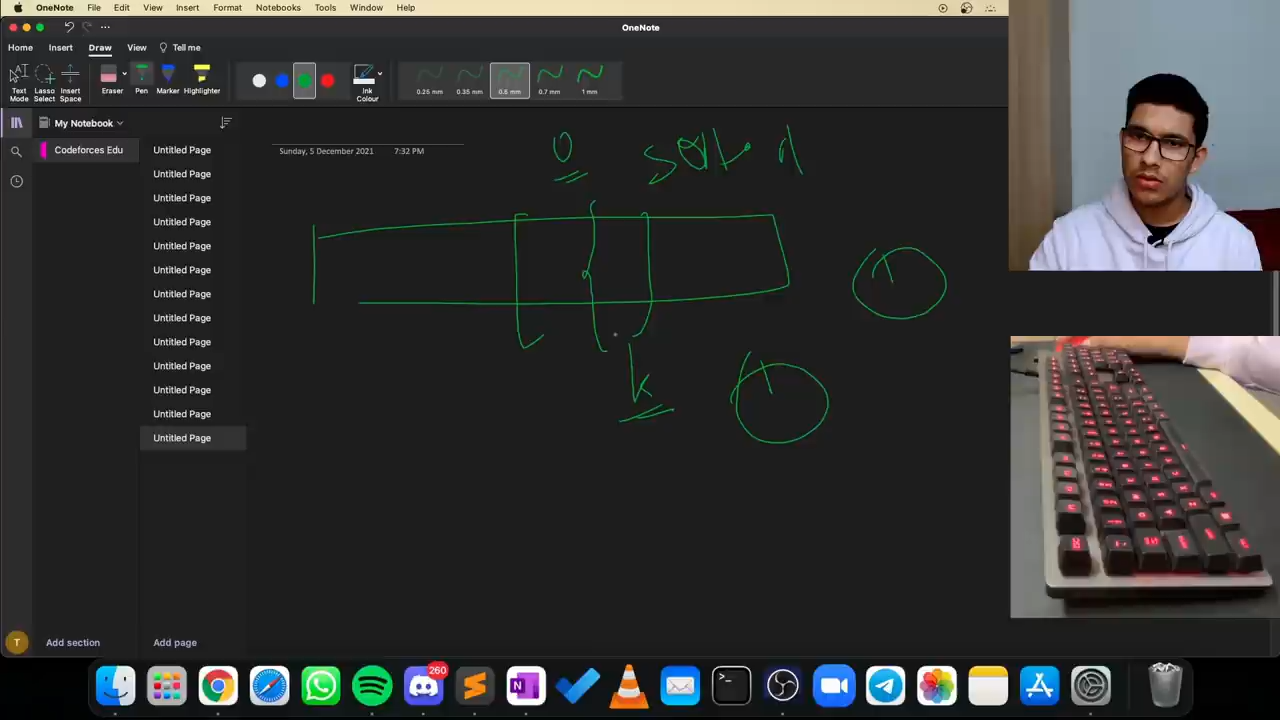 OneNote File Edit View Insert Format Notebooks Tools Window Help
OneNote
Home Insert Draw View Tell me
Text Mode
Lasso Select
Insert Space
Eraser
Pen
Marker
Highlighter
Ink Colour
0.25 mm
0.35 mm
0.5 mm
0.7 mm
1 mm
My Notebook
Codeforces Edu
Untitled Page
Untitled Page
Untitled Page
Untitled Page
Untitled Page
Untitled Page
Untitled Page
Untitled Page
Untitled Page
Untitled Page
Untitled Page
Untitled Page
Untitled Page
Sunday, 5 December 2021 7:32 PM
0
k
T
Add section
Add page
260